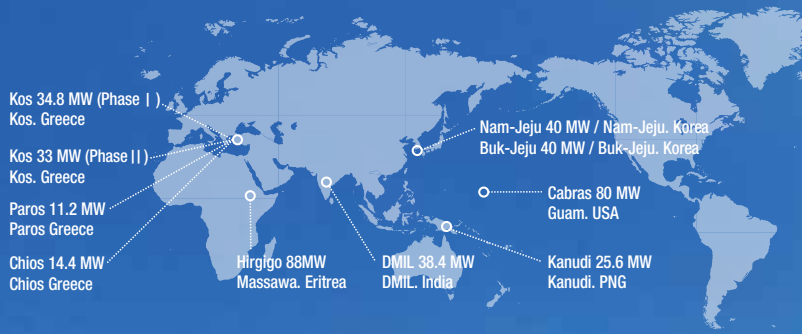 Kos 34.8 MW (Phase I)
Kos. Greece
Kos 33 MW (Phase II)
Kos. Greece
Paros 11.2 MW
Paros Greece
Chios 14.4 MW
Chios Greece
Hirgigo 88MW
Massawa. Eritrea
DMIL 38.4 MW
DMIL. India
Nam-Jeju 40 MW / Nam-Jeju. Korea
Buk-Jeju 40 MW / Buk-Jeju. Korea
Cabras 80 MW
Guam. USA
Kanudi 25.6 MW
Kanudi. PNG